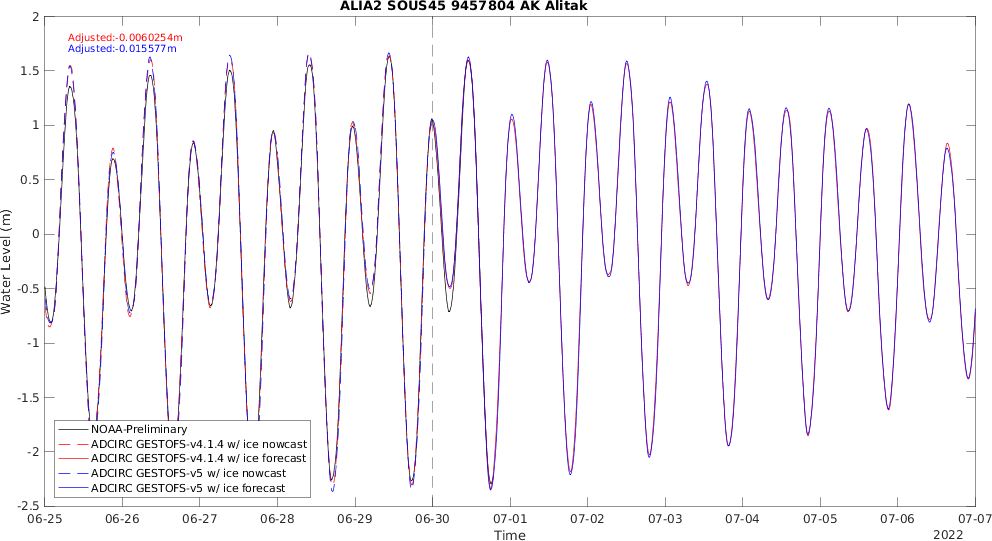 ALIA2 SOUS45 9457804 AK Alitak
Adjusted:-0.0060254m
Adjusted:-0.015577m
2
1.5
1
0.5
0
-0.5
-1
-1.5
-2
-2.5
Water Level (m)
NOAA-Preliminary
ADCIRC GESTOFS-v4.1.4 w/ ice nowcast
ADCIRC GESTOFS-v4.1.4 w/ ice forecast
ADCIRC GESTOFS-v5 w/ ice nowcast
ADCIRC GESTOFS-v5 w/ ice forecast
06-25 06-26 06-27 06-28 06-29 06-30 07-01 07-02 07-03 07-04 07-05 07-06 07-07
Time
2022